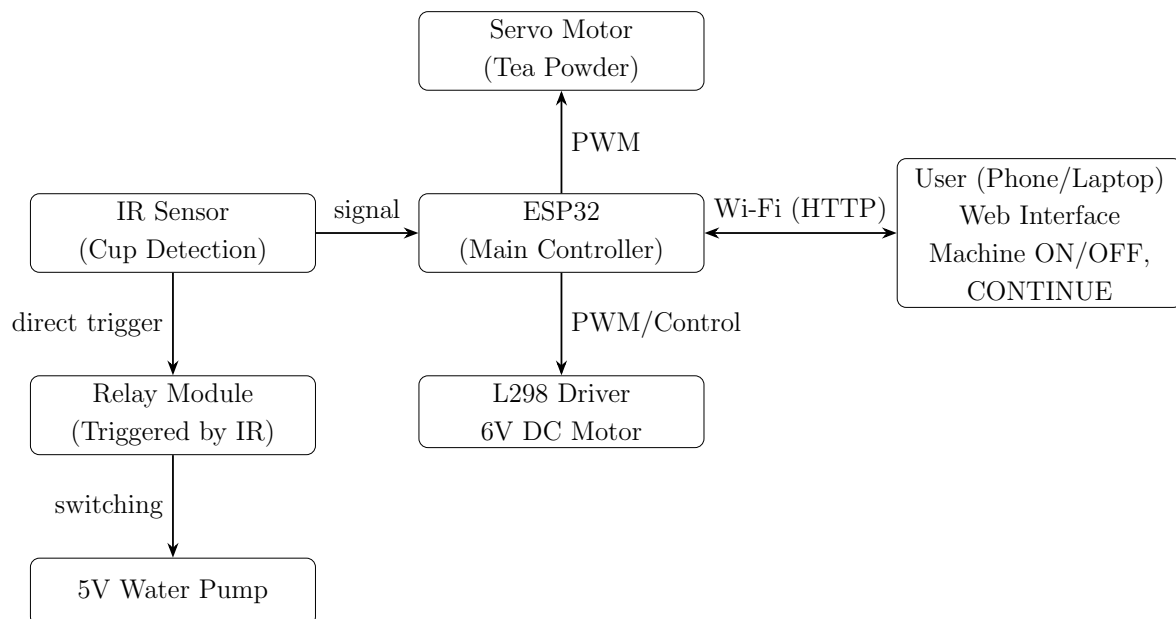 Servo Motor
(Tea Powder)
PWM
IR Sensor
(Cup Detection)
signal
ESP32
(Main Controller)
Wi-Fi (HTTP)
User (Phone/Laptop)
Web Interface
Machine ON/OFF,
CONTINUE
direct trigger
PWM/Control
Relay Module
(Triggered by IR)
L298 Driver
6V DC Motor
switching
5V Water Pump